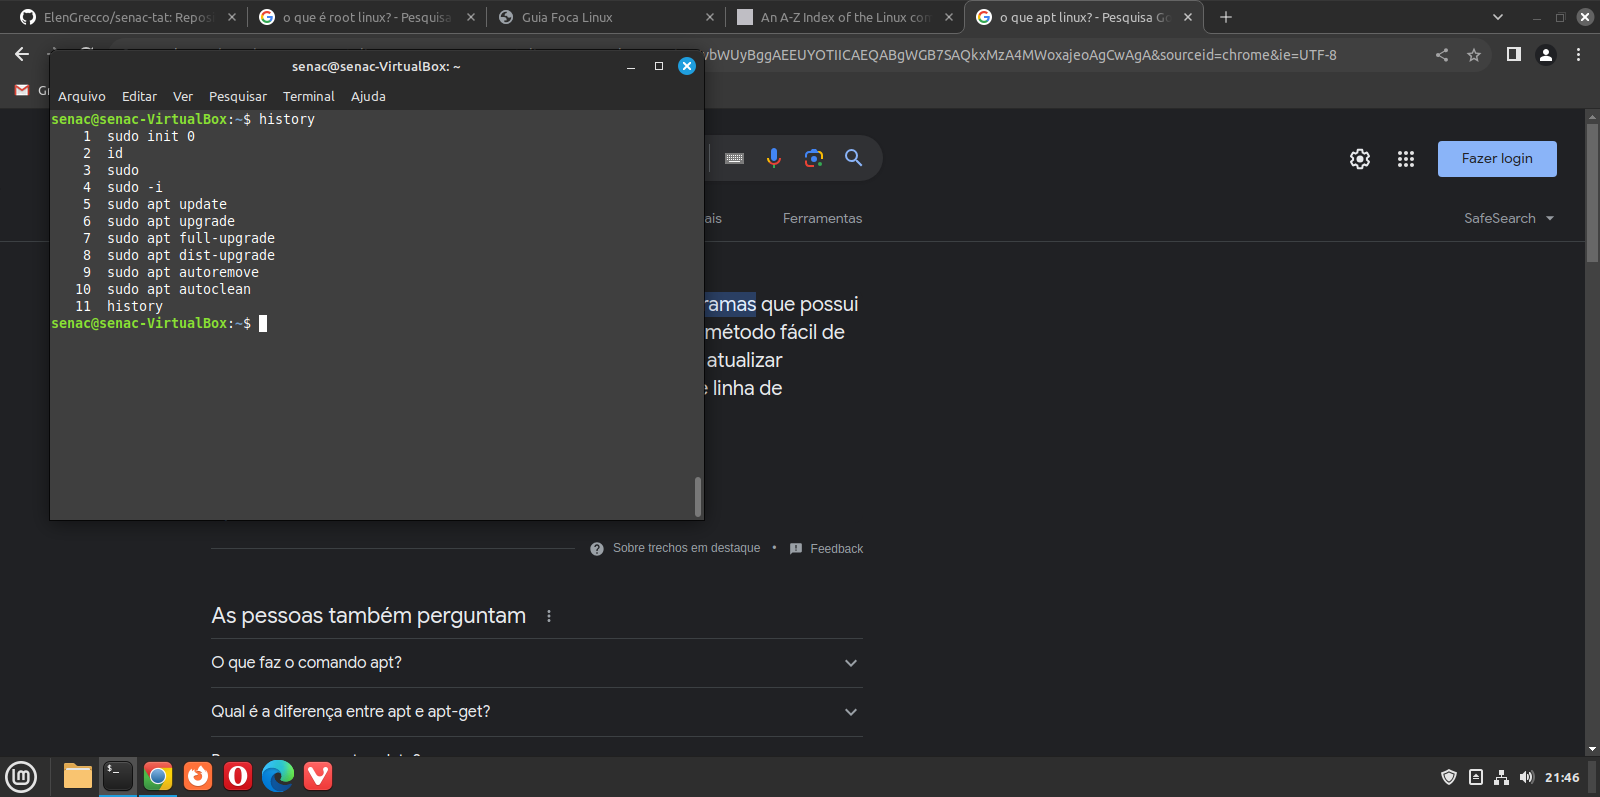 ElenGrecco/senac-tat: Repos
o que é root linux? - Pesquisa
Guia Foca Linux
An A-Z Index of the Linux com
o que apt linux? - Pesquisa Go
vbWUyBggAEEUYOTIICAEQABgWGB7SAQkxMzA4MWoxajeoAgCwAgA&sourceid=chrome&ie=UTF-8
senac@senac-VirtualBox: ~
Arquivo Editar Ver Pesquisar Terminal Ajuda
senac@senac-VirtualBox:~$ history
1 sudo init 0
2 id
3 sudo
4 sudo -i
5 sudo apt update
6 sudo apt upgrade
7 sudo apt full-upgrade
8 sudo apt dist-upgrade
9 sudo apt autoremove
10 sudo apt autoclean
11 history
senac@senac-VirtualBox:~$
Fazer login
ais Ferramentas SafeSearch
ramas que possui
método fácil de
atualizar
e linha de
Sobre trechos em destaque • Feedback
As pessoas também perguntam
O que faz o comando apt?
Qual é a diferença entre apt e apt-get?
21:46